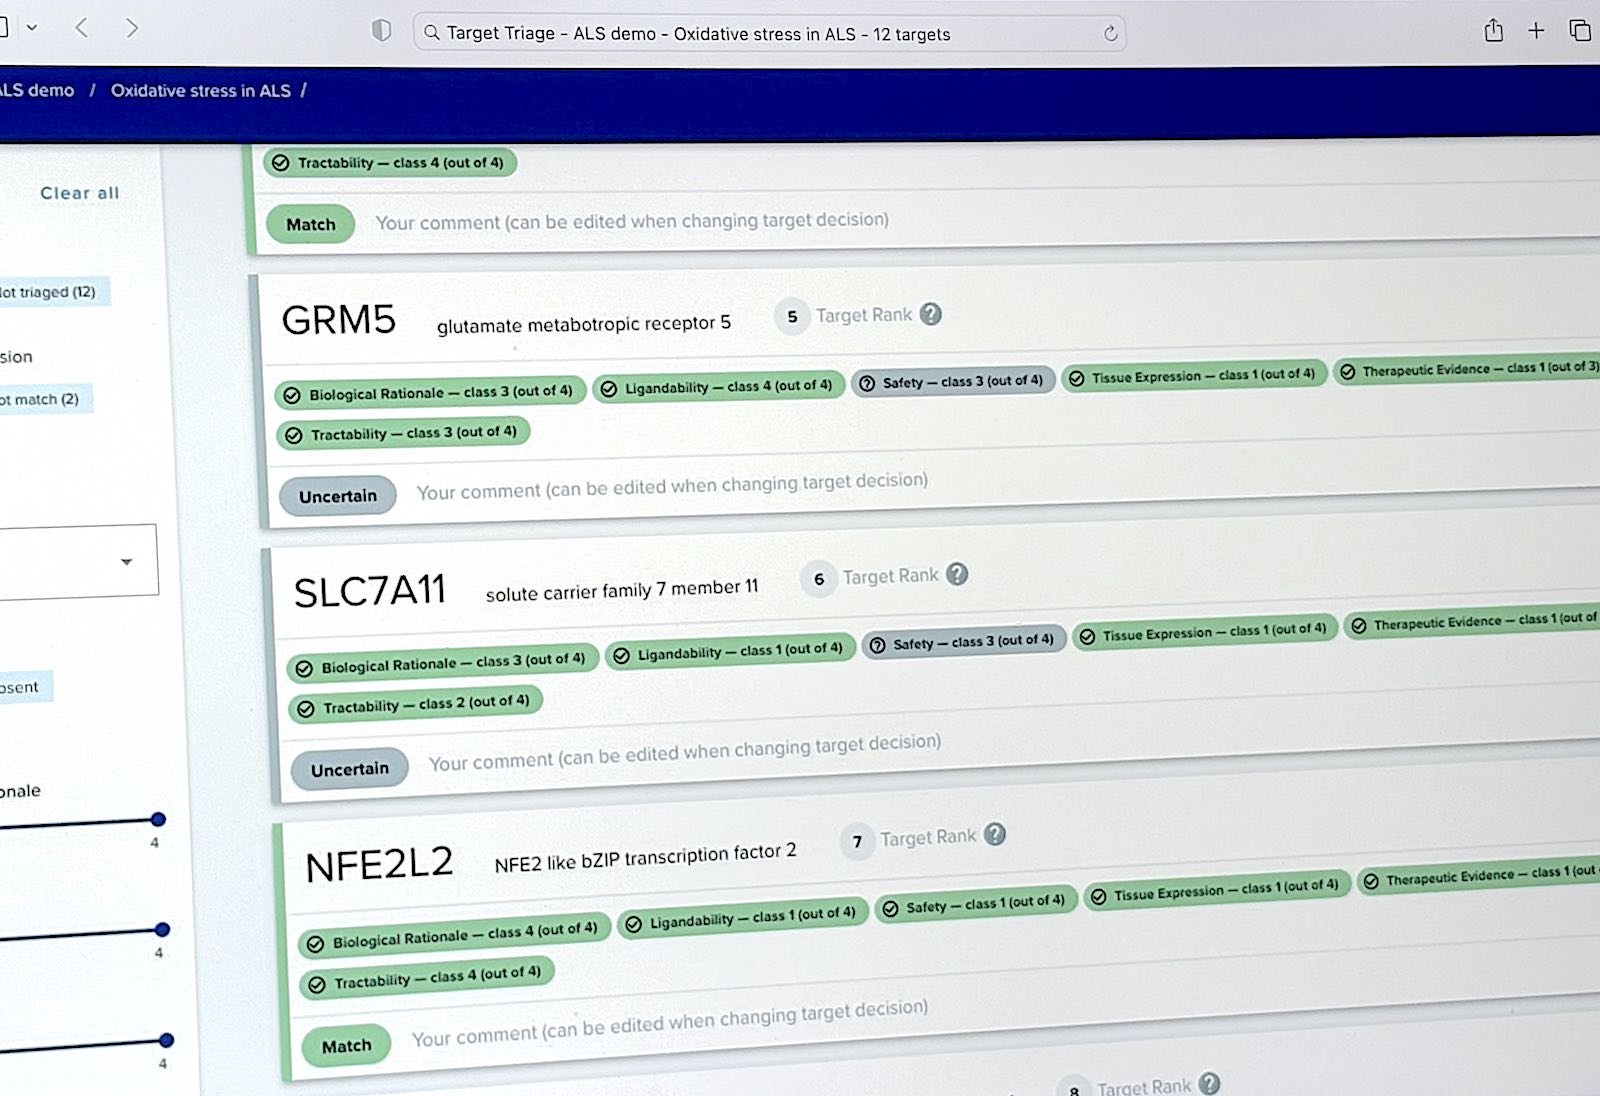 Target Triage - ALS demo - Oxidative stress in ALS - 12 targets
ALS demo / Oxidative stress in ALS /
Clear all
Tractability — class 4 (out of 4)
Match Your comment (can be edited when changing target decision)
ot triaged (12)
sion
ot match (2)
GRM5 glutamate metabotropic receptor 5 5 Target Rank ?
Biological Rationale — class 3 (out of 4) Ligandability — class 4 (out of 4) Safety — class 3 (out of 4) Tissue Expression — class 1 (out of 4) Therapeutic Evidence — class 1 (out of 3)
Tractability — class 3 (out of 4)
Uncertain Your comment (can be edited when changing target decision)
SLC7A11 solute carrier family 7 member 11 6 Target Rank ?
Biological Rationale — class 3 (out of 4) Ligandability — class 1 (out of 4) Safety — class 3 (out of 4) Tissue Expression — class 1 (out of 4) Therapeutic Evidence — class 1 (out of
Tractability — class 2 (out of 4)
Uncertain Your comment (can be edited when changing target decision)
sent
onale
4
4
4
NFE2L2 NFE2 like bZIP transcription factor 2 7 Target Rank ?
Biological Rationale — class 4 (out of 4) Ligandability — class 1 (out of 4) Safety — class 1 (out of 4) Tissue Expression — class 1 (out of 4) Therapeutic Evidence — class 1 (out
Tractability — class 4 (out of 4)
Match Your comment (can be edited when changing target decision)
8 Target Rank ?